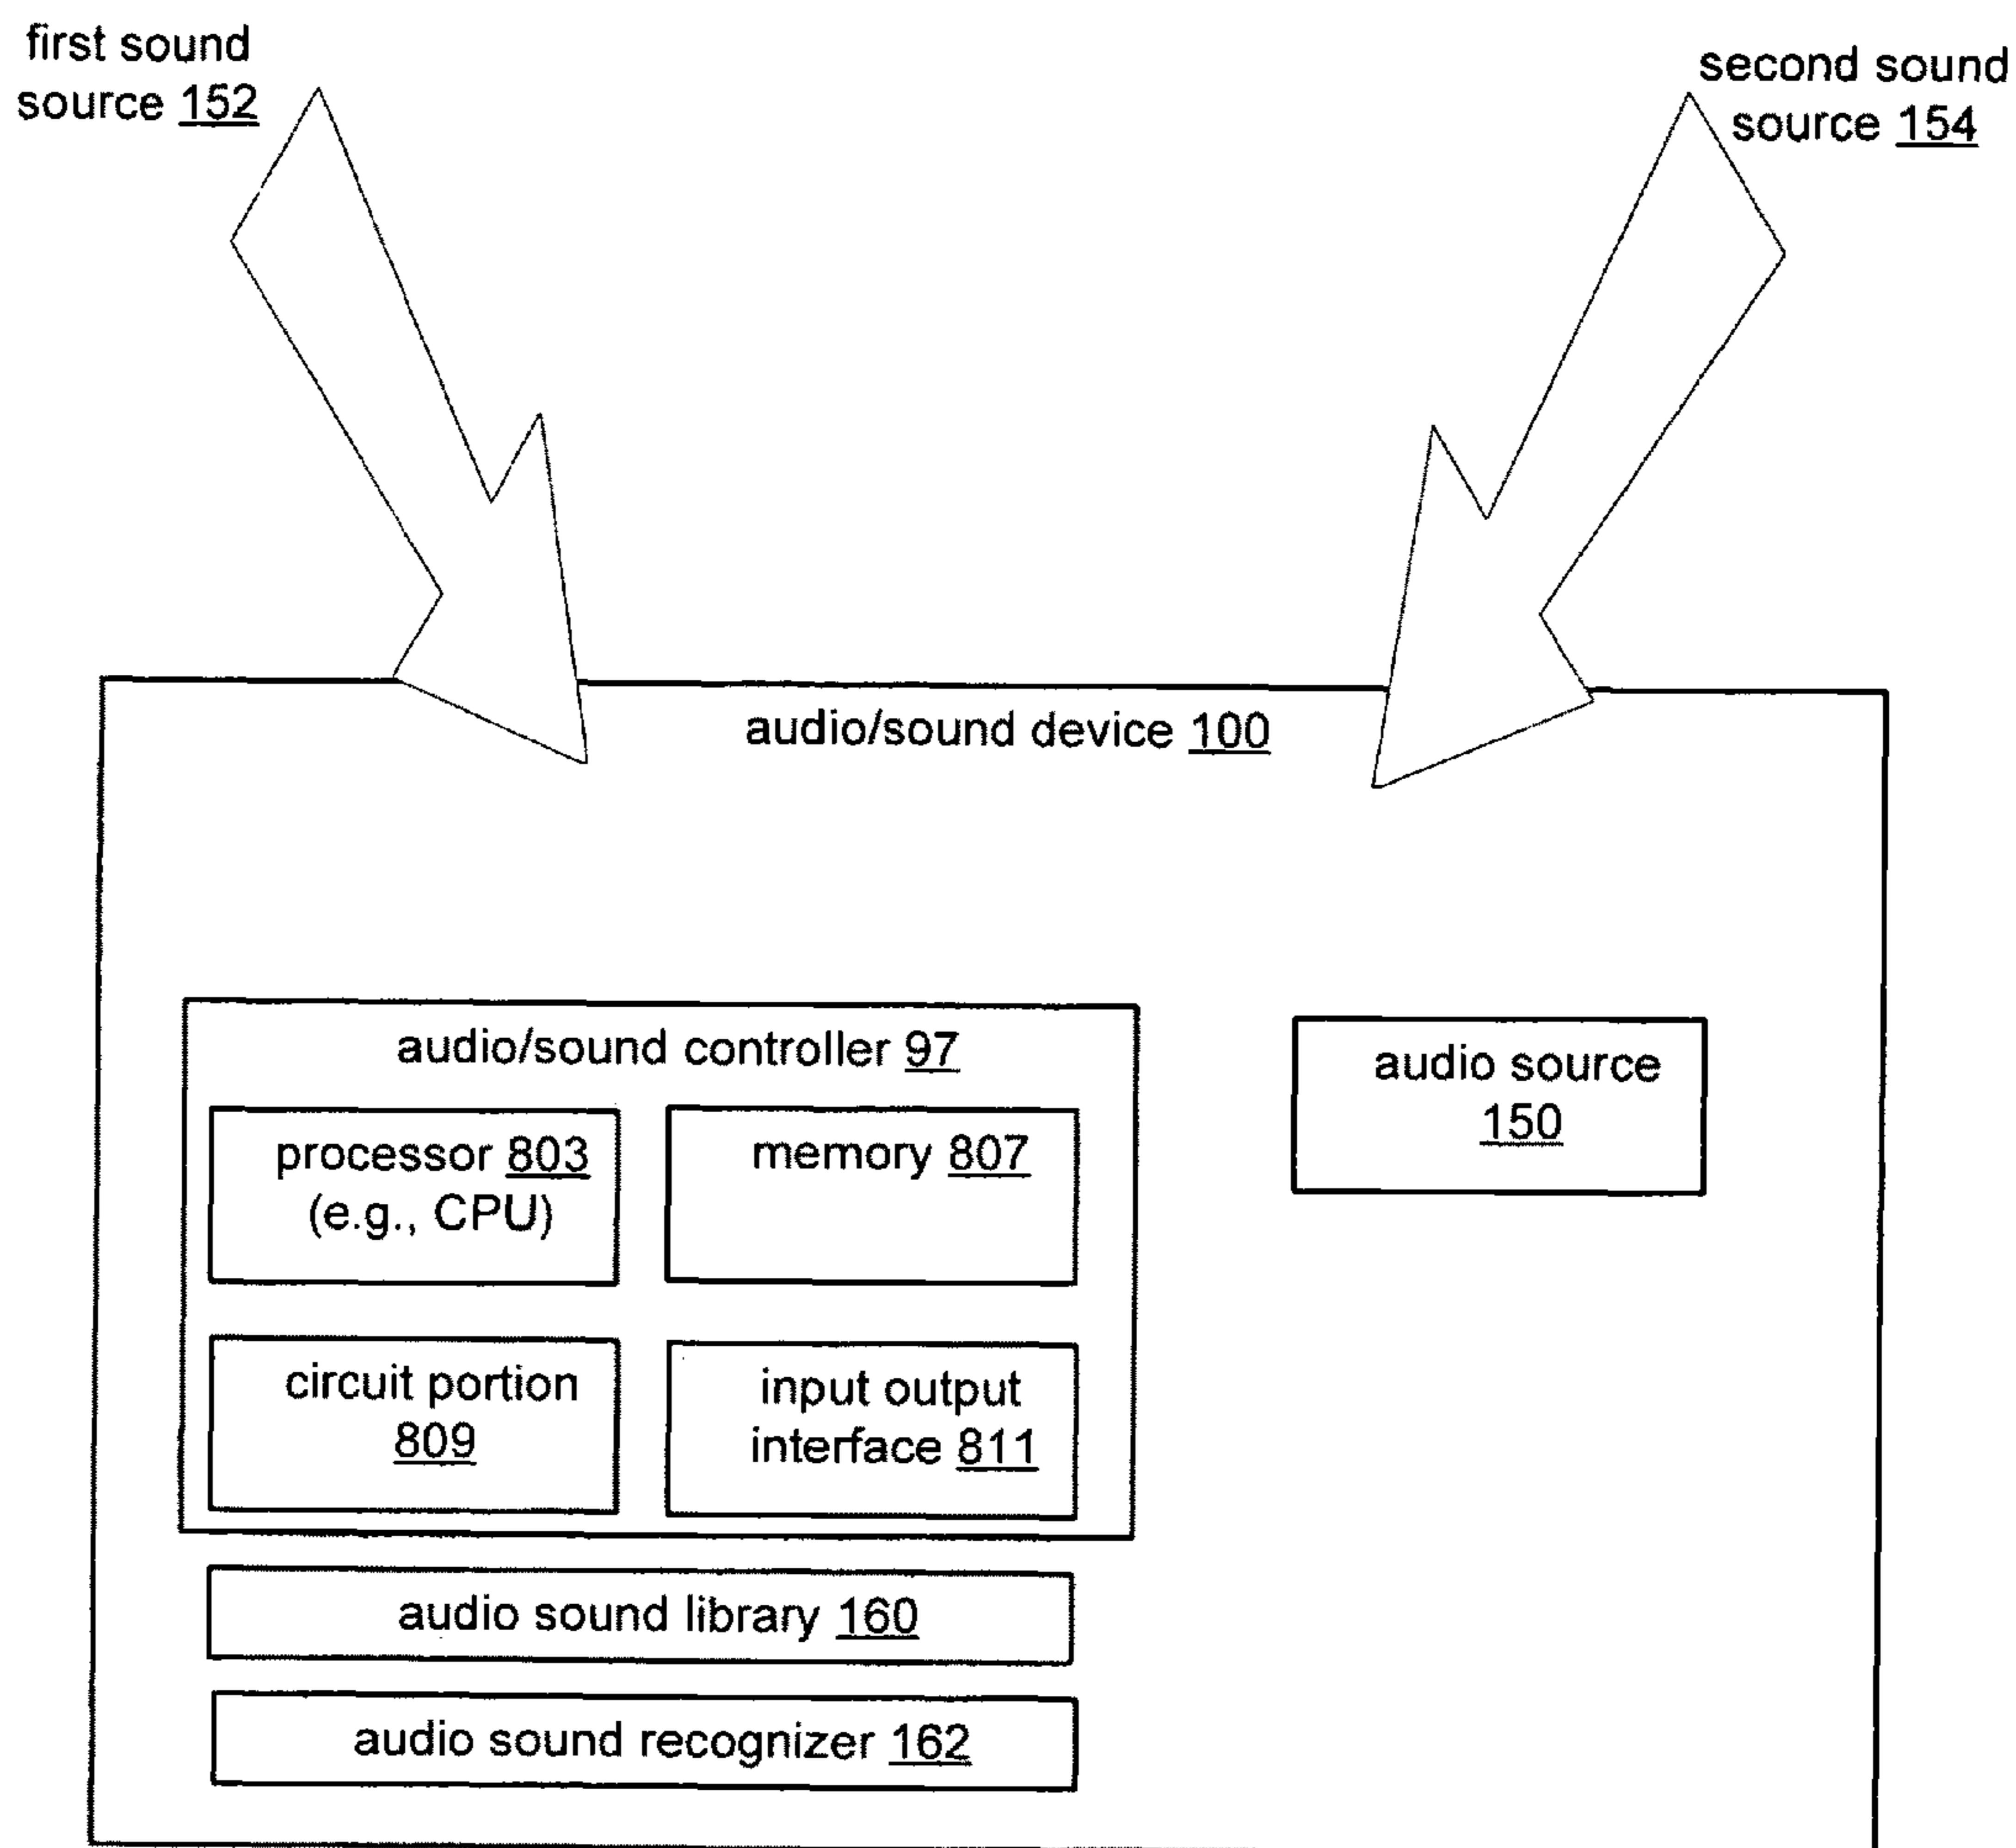 first sound
source 152
second sound
source 154
audio/sound device 100
audio/sound controller 97
processor 803
(e.g., CPU)
memory 807
circuit portion
809
input output
interface 811
audio source
150
audio sound library 160
audio sound recognizer 162